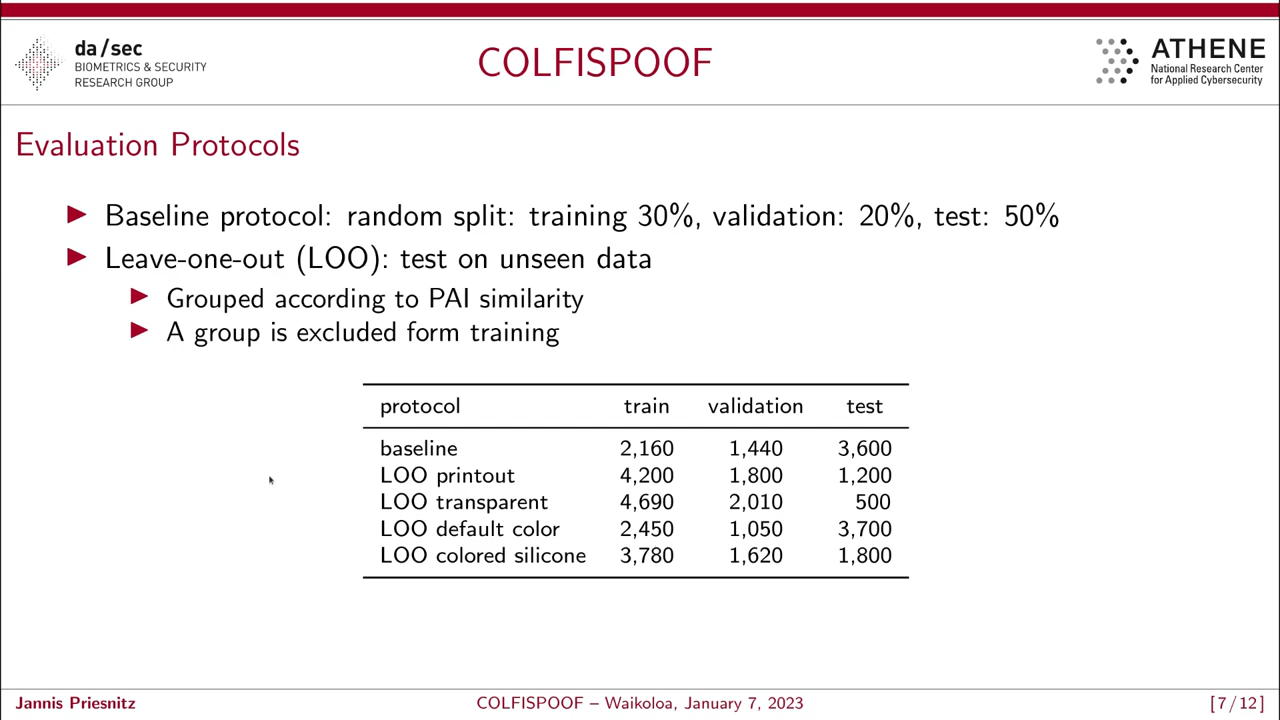 da/sec
BIOMETRICS & SECURITY
RESEARCH GROUP
COLFISPOOF
ATHENE
National Research Center
for Applied Cybersecurity
Evaluation Protocols
Baseline protocol: random split: training 30%, validation: 20%, test: 50%
Leave-one-out (LOO): test on unseen data
Grouped according to PAI similarity
A group is excluded form training
protocol train validation test
baseline 2,160 1,440 3,600
LOO printout 4,200 1,800 1,200
LOO transparent 4,690 2,010 500
LOO default color 2,450 1,050 3,700
LOO colored silicone 3,780 1,620 1,800
Jannis Priesnitz COLFISPOOF – Waikoloa, January 7, 2023 [7/12]